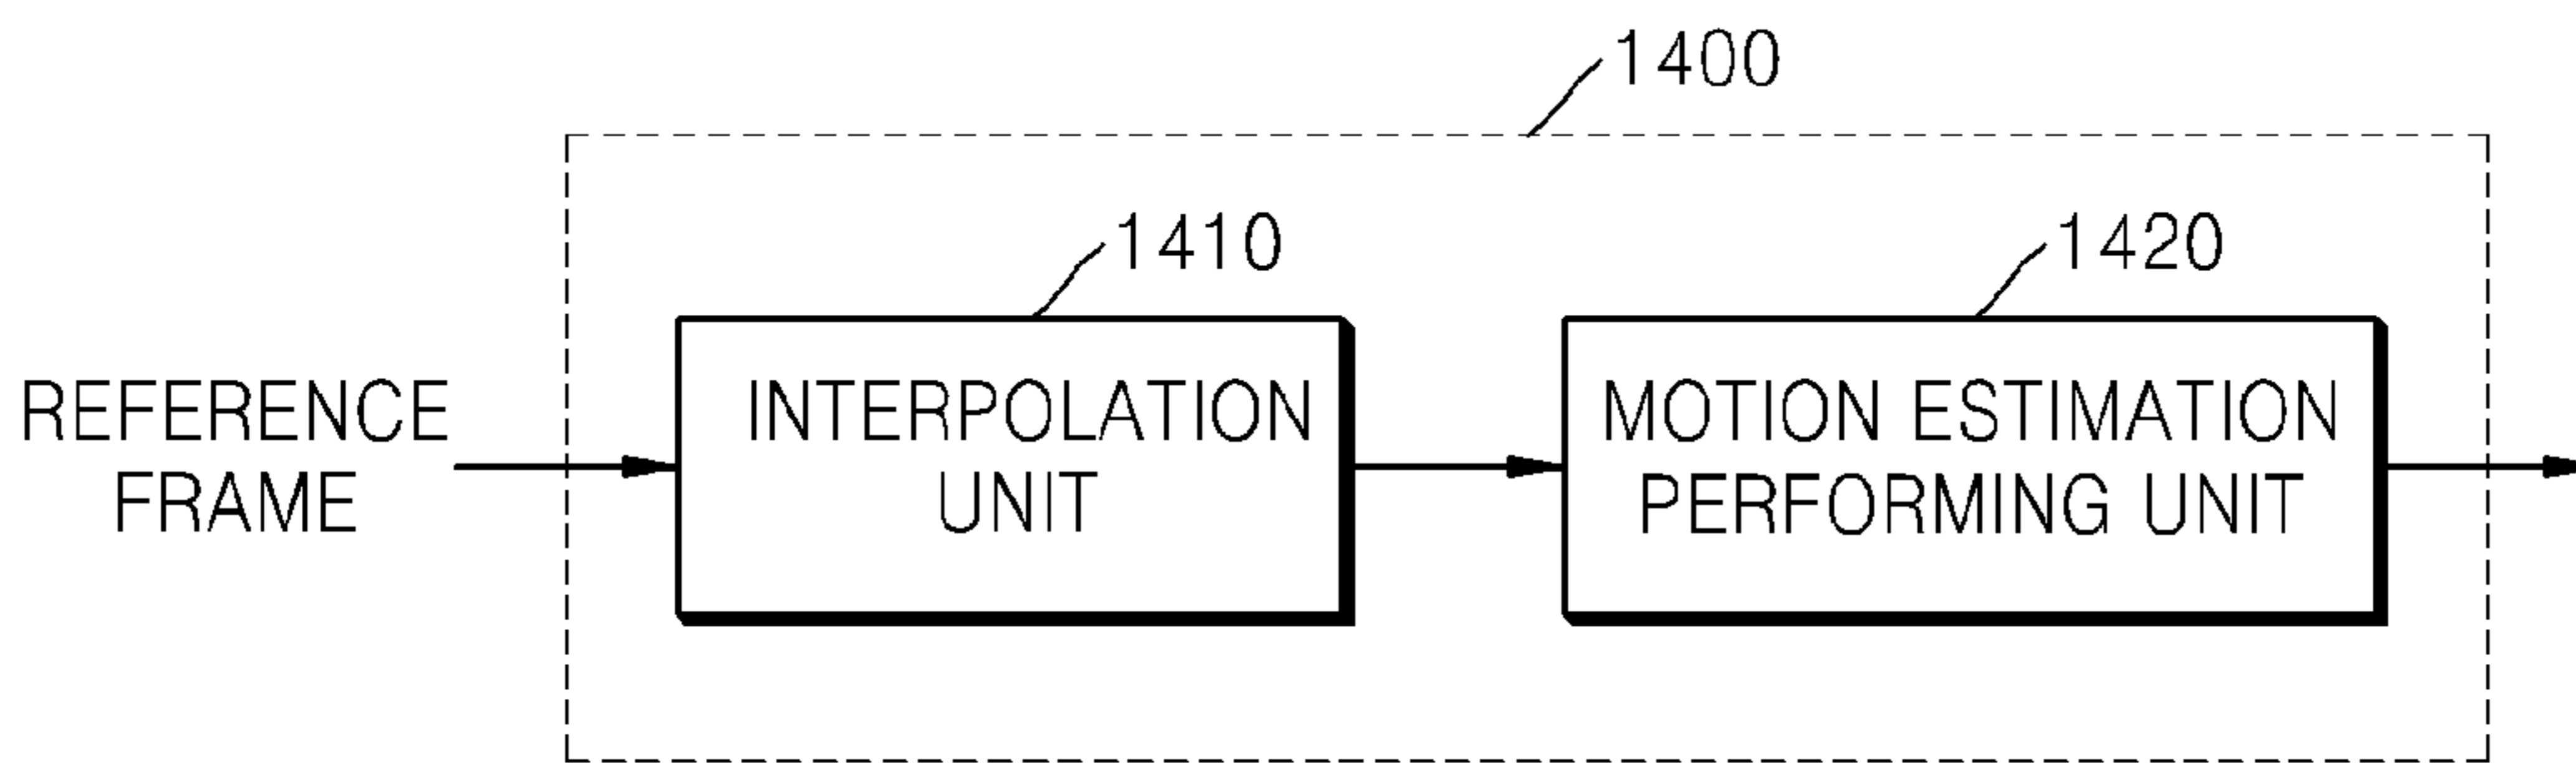 1400
1410
1420
REFERENCE
FRAME
INTERPOLATION
UNIT
MOTION ESTIMATION
PERFORMING UNIT